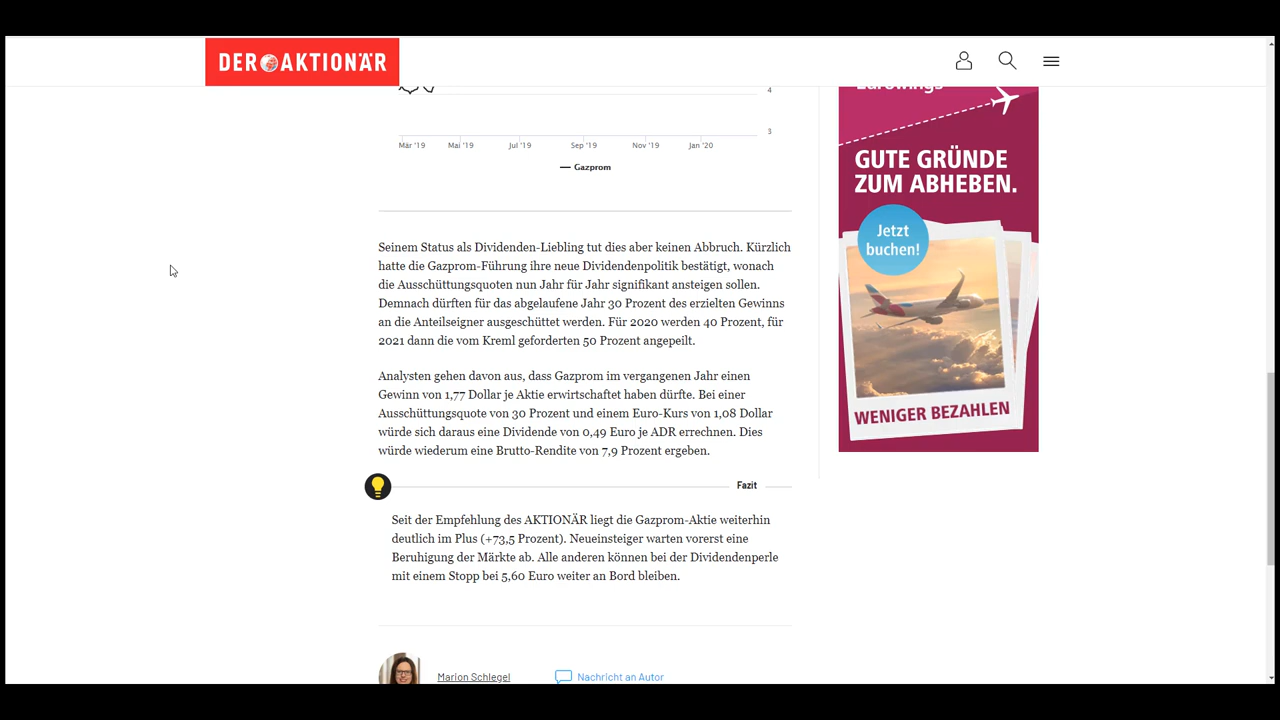 DER AKTIONÄR
4
3
Mär '19 Mai '19 Jul '19 Sep '19 Nov '19 Jan '20
Gazprom
Seinem Status als Dividenden-Liebling tut dies aber keinen Abbruch. Kürzlich
hatte die Gazprom-Führung ihre neue Dividendenpolitik bestätigt, wonach
die Ausschüttungsquoten nun Jahr für Jahr signifikant ansteigen sollen.
Demnach dürften für das abgelaufene Jahr 30 Prozent des erzielten Gewinns
an die Anteilseigner ausgeschüttet werden. Für 2020 werden 40 Prozent, für
2021 dann die vom Kreml geforderten 50 Prozent angepeilt.
Analysten gehen davon aus, dass Gazprom im vergangenen Jahr einen
Gewinn von 1,77 Dollar je Aktie erwirtschaftet haben dürfte. Bei einer
Ausschüttungsquote von 30 Prozent und einem Euro-Kurs von 1,08 Dollar
würde sich daraus eine Dividende von 0,49 Euro je ADR errechnen. Dies
würde wiederum eine Brutto-Rendite von 7,9 Prozent ergeben.
Fazit
Seit der Empfehlung des AKTIONÄR liegt die Gazprom-Aktie weiterhin
deutlich im Plus (+73,5 Prozent). Neueinsteiger warten vorerst eine
Beruhigung der Märkte ab. Alle anderen können bei der Dividendenperle
mit einem Stopp bei 5,60 Euro weiter an Bord bleiben.
Marion Schlegel
Nachricht an Autor
Eurowings
GUTE GRÜNDE
ZUM ABHEBEN.
Jetzt
buchen!
WENIGER BEZAHLEN